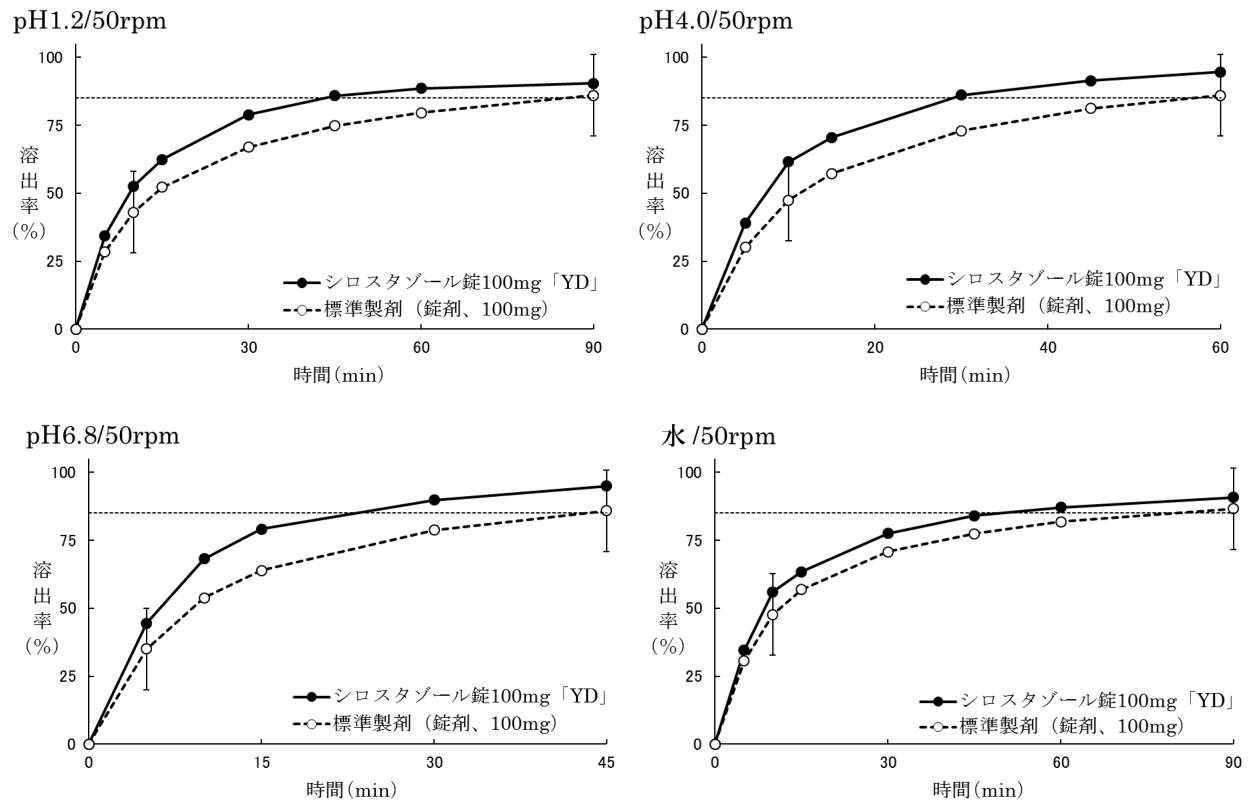 pH1.2/50rpm
100
75
50
25
0
溶出率(%)
0 30 60 90
時間(min)
シロスタゾール錠100mg「YD」
標準製剤（錠剤、100mg）
pH4.0/50rpm
100
75
50
25
0
溶出率(%)
0 20 40 60
時間(min)
シロスタゾール錠100mg「YD」
標準製剤（錠剤、100mg）
pH6.8/50rpm
100
75
50
25
0
溶出率(%)
0 15 30 45
時間(min)
シロスタゾール錠100mg「YD」
標準製剤（錠剤、100mg）
水 /50rpm
100
75
50
25
0
溶出率(%)
0 30 60 90
時間(min)
シロスタゾール錠100mg「YD」
標準製剤（錠剤、100mg）